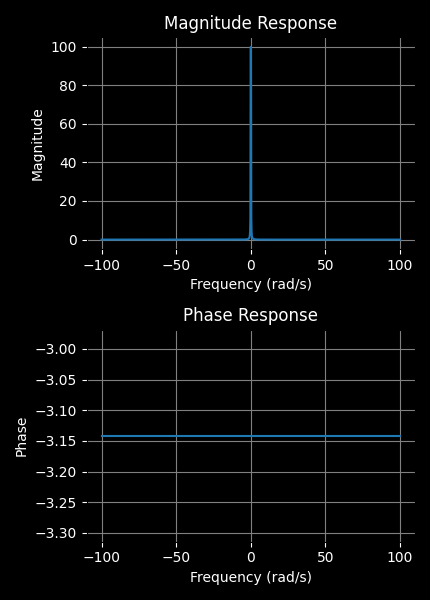 Magnitude Response
100
80
60
40
20
0
Magnitude
−100 −50 0 50 100
Frequency (rad/s)
Phase Response
−3.00
−3.05
−3.10
−3.15
−3.20
−3.25
−3.30
Phase
−100 −50 0 50 100
Frequency (rad/s)